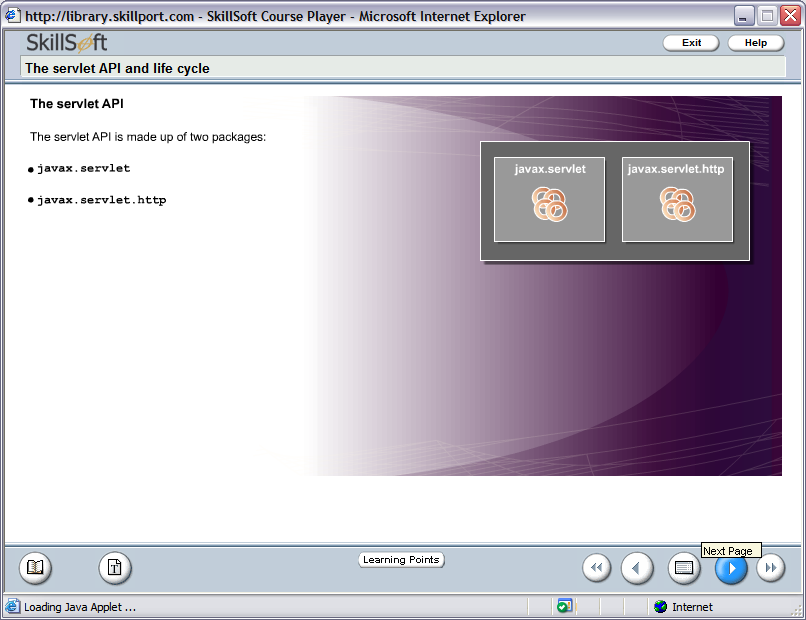 http://library.skillport.com - SkillSoft Course Player - Microsoft Internet Explorer
SkillSoft
Exit
Help
The servlet API and life cycle
The servlet API
The servlet API is made up of two packages:
javax.servlet
javax.servlet.http
javax.servlet
javax.servlet.http
Next Page
T
Learning Points
Loading Java Applet ...
Internet